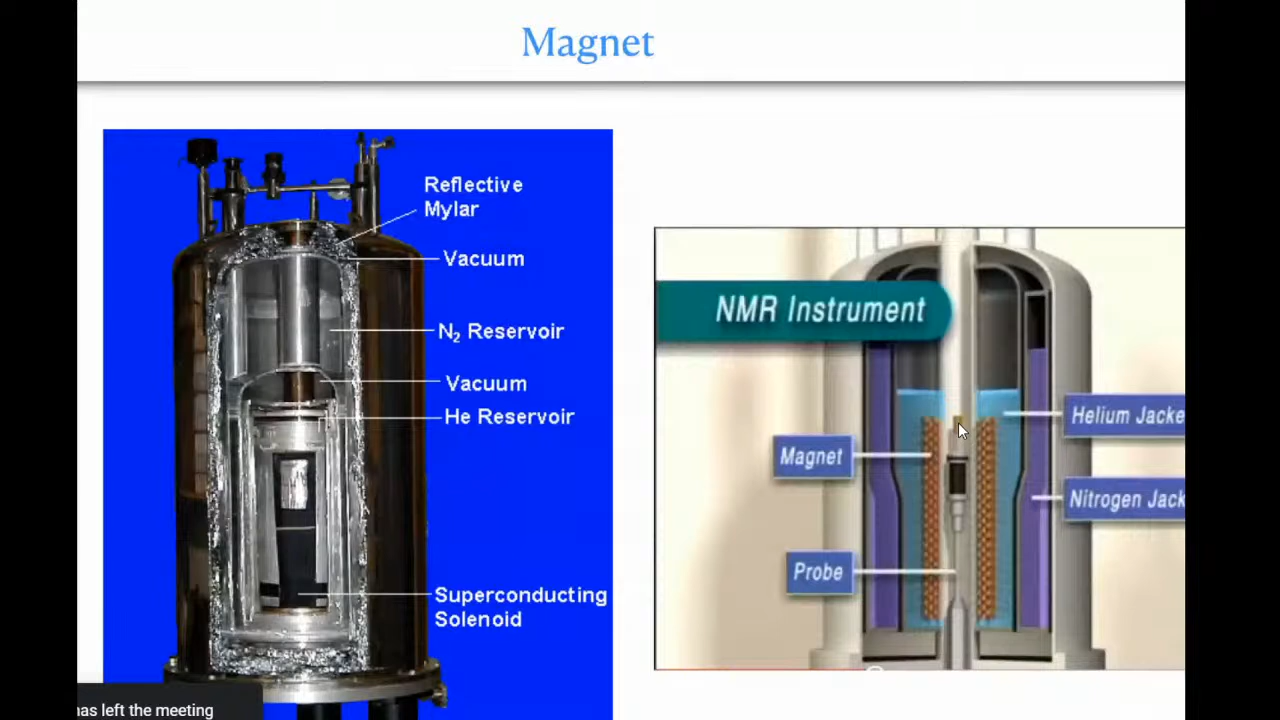 Magnet
Reflective
Mylar
Vacuum
N₂ Reservoir
Vacuum
He Reservoir
Superconducting
Solenoid
NMR Instrument
Helium Jacke
Magnet
Nitrogen Jack
Probe
has left the meeting